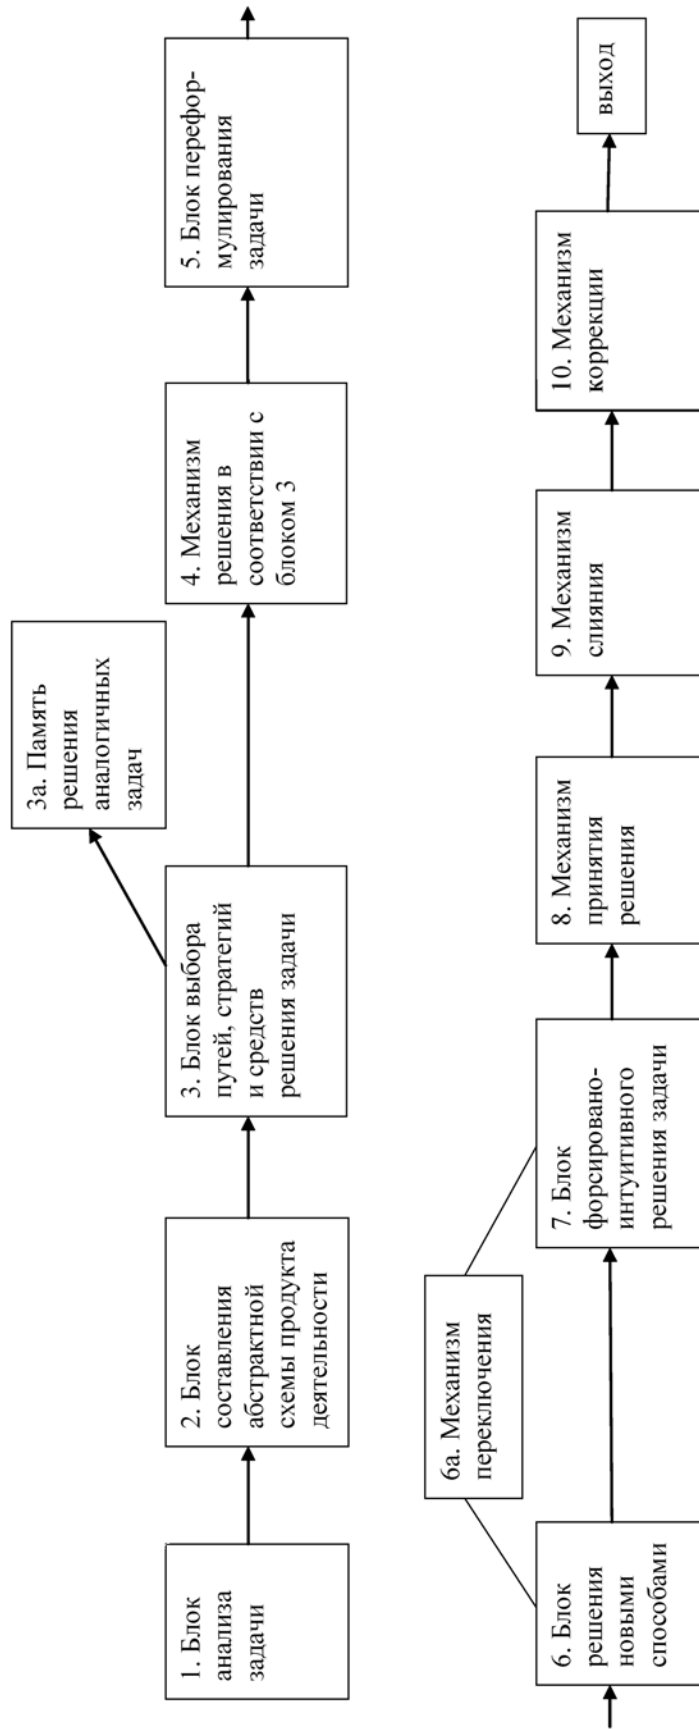 1. Блок
анализа
задачи
2. Блок
составления
абстрактной
схемы продукта
деятельности
3. Блок выбора
путей, стратегий
и средств
решения задачи
3а. Память
решения
аналогичных
задач
4. Механизм
решения в
соответствии с
блоком 3
5. Блок перефор-
мулирования
задачи
6. Блок
решения
новыми
способами
6а. Механизм
переключения
7. Блок
форсировано-
интуитивного
решения задачи
8. Механизм
принятия
решения
9. Механизм
слияния
10. Механизм
коррекции
выход